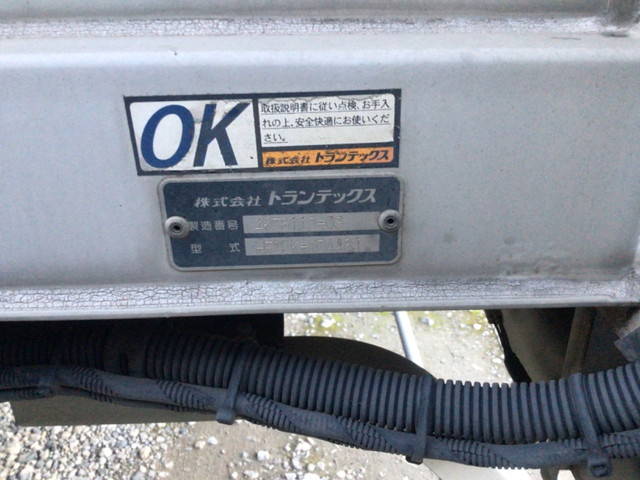 OK
取扱説明書に従い点検、お手入
れの上、安全快適にお使いくだ
さい。
株式会社 トランテックス
株式会社 トランテックス
製造番号
型 式